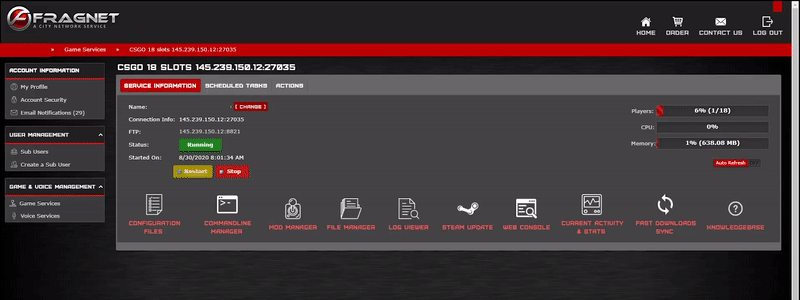 FRAGNET
A CITY NETWORK SERVICE
HOME
ORDER
CONTACT US
LOG OUT
» Game Services » CSGO 18 slots 145.239.150.12:27035
ACCOUNT INFORMATION
My Profile
Account Security
Email Notifications (29)
USER MANAGEMENT
Sub Users
Create a Sub User
GAME & VOICE MANAGEMENT
Game Services
Voice Services
CSGO 18 SLOTS 145.239.150.12:27035
SERVICE INFORMATION
SCHEDULED TASKS
ACTIONS
Name: [ CHANGE ]
Connection Info: 145.239.150.12:27035
FTP: 145.239.150.12:8821
Status: Running
Started On: 8/30/2020 8:01:34 AM
Restart
Stop
Players: 6% (1/18)
CPU: 0%
Memory: 1% (638.08 MB)
Auto Refresh
CONFIGURATION FILES
COMMANDLINE MANAGER
MOD MANAGER
FILE MANAGER
LOG VIEWER
STEAM UPDATE
WEB CONSOLE
CURRENT ACTIVITY & STATS
FAST DOWNLOADS SYNC
KNOWLEDGEBASE